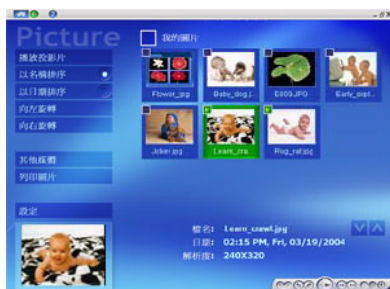 Picture
我的圖片
播放投影片
以名稱排序
以日期排序
向左旋轉
向右旋轉
其他媒體
列印圖片
設定
Flower_.jpg
Baby_dog.j...
E009.JPG
Early_sept...
Joker.jpg
Learn_cra...
Rug_rat.jpg
檔名: Learn_crawl.jpg
日期: 02:15 PM, Fri, 03/19/2004
解析度: 240X320